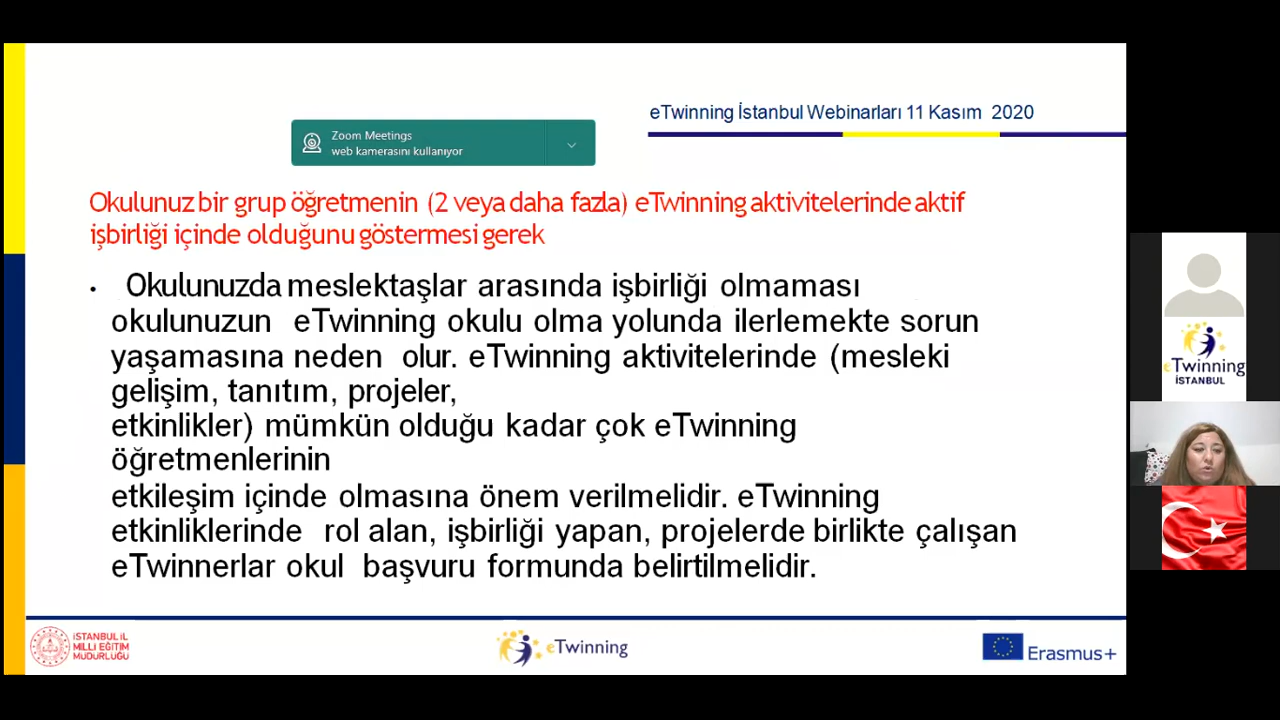 eTwinning İstanbul Webinarları 11 Kasım 2020
Zoom Meetings
web kamerasını kullanıyor
Okulunuz bir grup öğretmenin (2 veya daha fazla) eTwinning aktivitelerinde aktif
işbirliği içinde olduğunu göstermesi gerek
• Okulunuzda meslektaşlar arasında işbirliği olmaması
okulunuzun eTwinning okulu olma yolunda ilerlemekte sorun
yaşamasına neden olur. eTwinning aktivitelerinde (mesleki
gelişim, tanıtım, projeler,
etkinlikler) mümkün olduğu kadar çok eTwinning
öğretmenlerinin
etkileşim içinde olmasına önem verilmelidir. eTwinning
etkinliklerinde rol alan, işbirliği yapan, projelerde birlikte çalışan
eTwinnerlar okul başvuru formunda belirtilmelidir.
İSTANBUL İL
MİLLİ EĞİTİM
MÜDÜRLÜĞÜ
eTwinning
Erasmus+
eTwinning
İSTANBUL